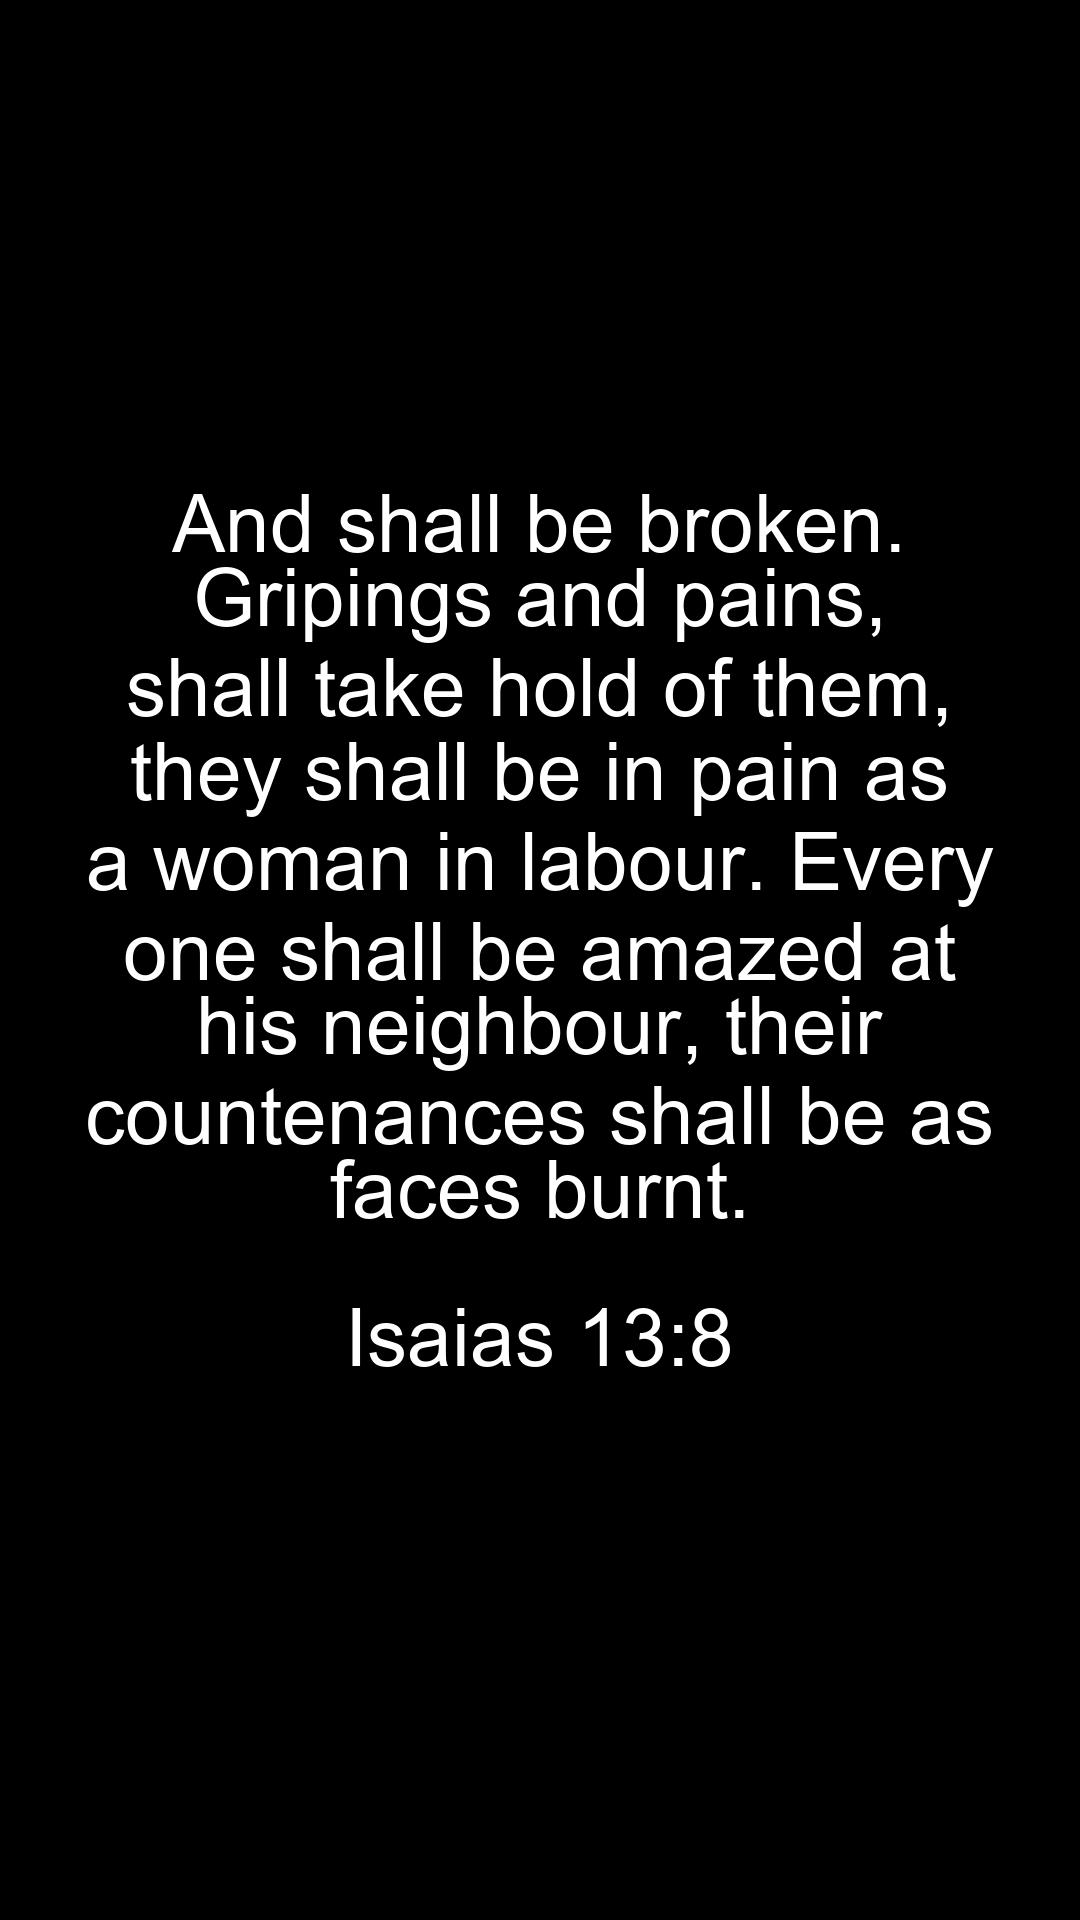 And shall be broken.
Gripings and pains,
shall take hold of them,
they shall be in pain as
a woman in labour. Every
one shall be amazed at
his neighbour, their
countenances shall be as
faces burnt.
Isaias 13:8